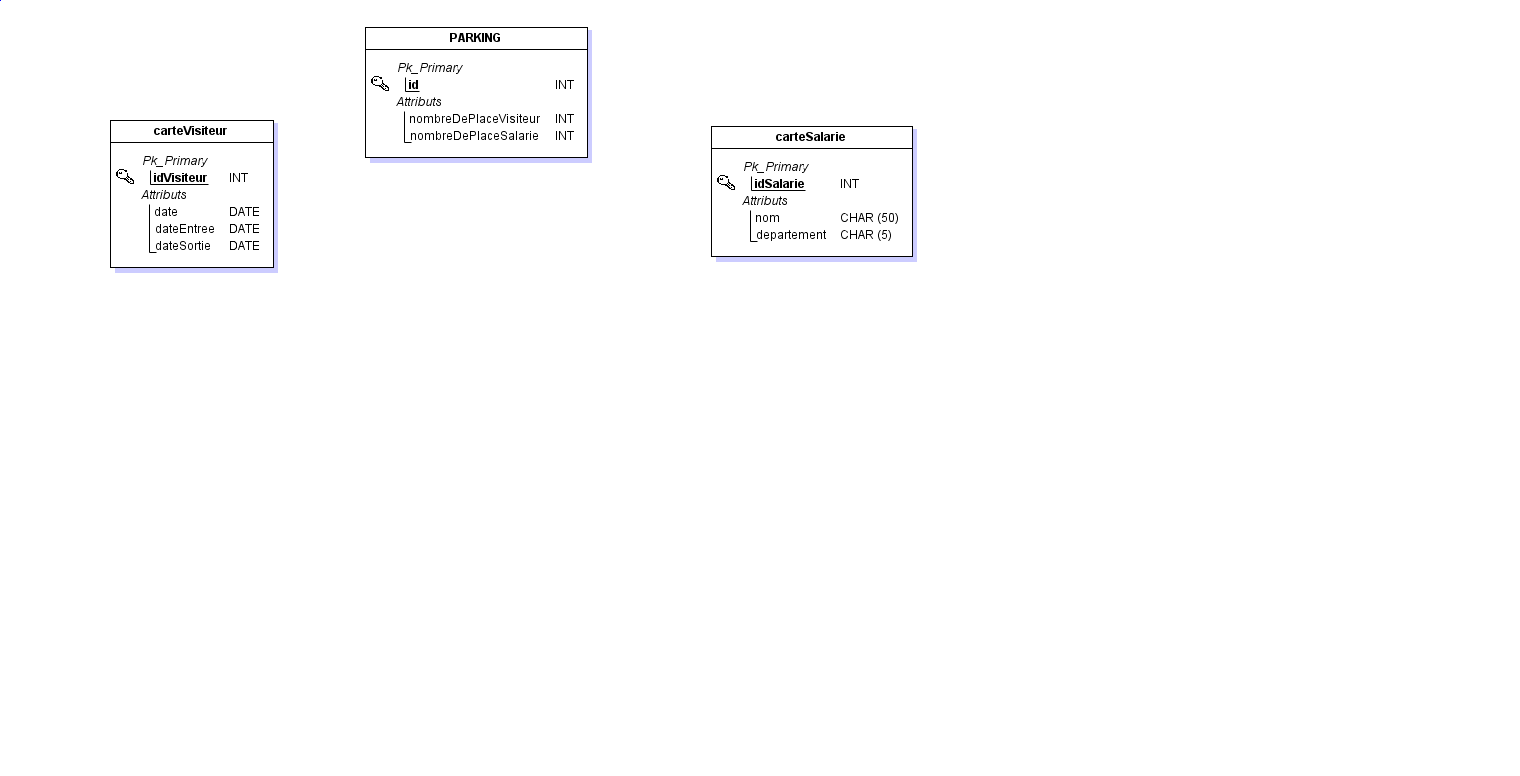 PARKING
Pk_Primary
id INT
Attributs
nombreDePlaceVisiteur INT
nombreDePlaceSalarie INT
carteVisiteur
Pk_Primary
idVisiteur INT
Attributs
date DATE
dateEntree DATE
dateSortie DATE
carteSalarie
Pk_Primary
idSalarie INT
Attributs
nom CHAR (50)
departement CHAR (5)